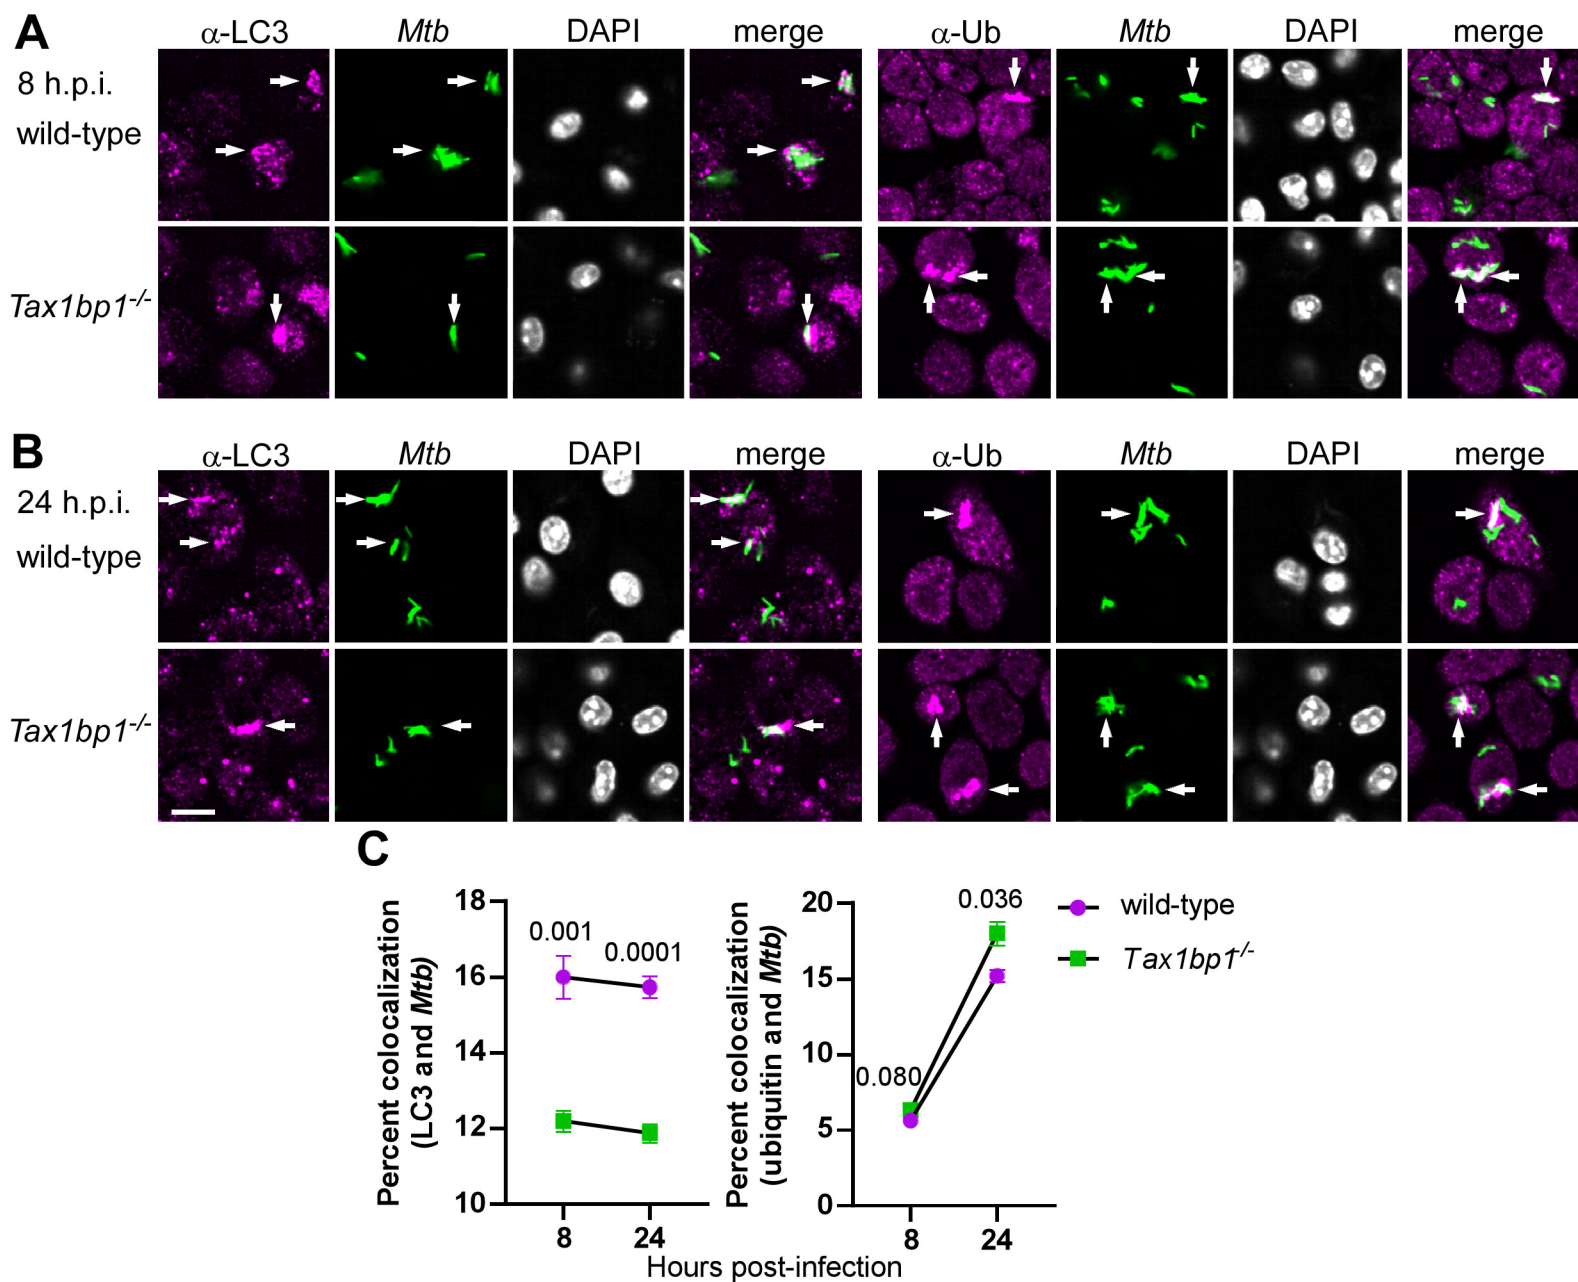 A
α-LC3 Mtb DAPI merge α-Ub Mtb DAPI merge
8 h.p.i.
wild-type
Tax1bp1-/-
B
α-LC3 Mtb DAPI merge α-Ub Mtb DAPI merge
24 h.p.i.
wild-type
Tax1bp1-/-
C
Percent colocalization
(LC3 and Mtb)
18
16
14
12
10
0.001
0.0001
8 24
Percent colocalization
(ubiquitin and Mtb)
20
15
10
5
0
0.080
0.036
8 24
Hours post-infection
wild-type
Tax1bp1-/-